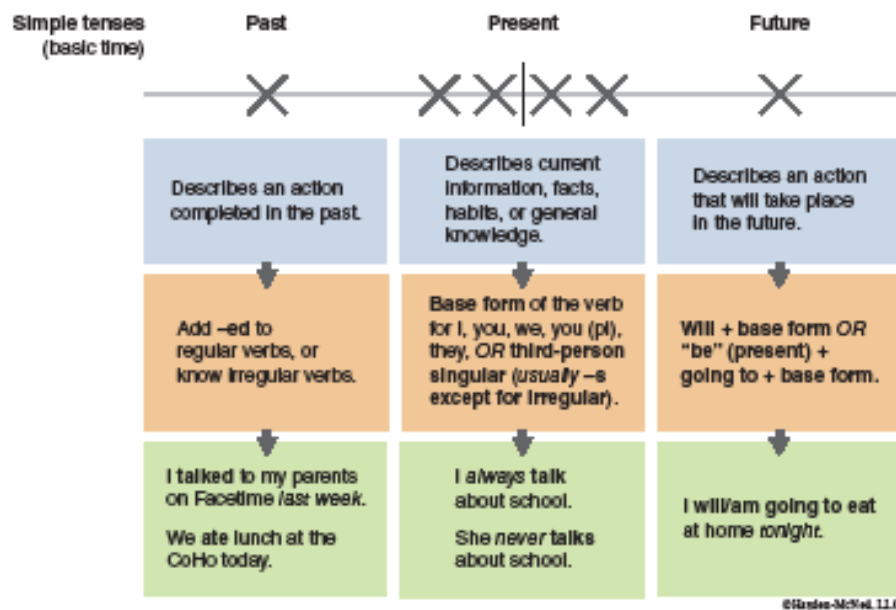 Simple tenses
(basic time)
Past
Present
Future
Describes an action
completed in the past.
Describes current
information, facts,
habits, or general
knowledge.
Describes an action
that will take place
in the future.
Add –ed to
regular verbs, or
know irregular verbs.
Base form of the verb
for I, you, we, you (pl),
they, OR third-person
singular (usually –s
except for irregular).
Will + base form OR
“be” (present) +
going to + base form.
I talked to my parents
on Facetime last week.
We ate lunch at the
CoHo today.
I always talk
about school.
She never talks
about school.
I will/am going to eat
at home tonight.